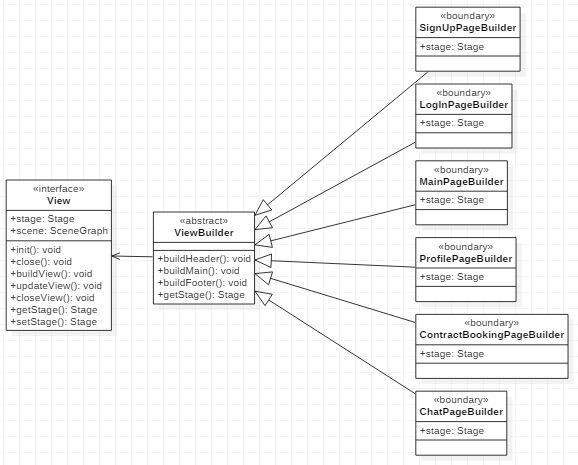 «interface»
View
+stage: Stage
+scene: SceneGraph
+init(): void
+close(): void
+buildView(): void
+updateView(): void
+closeView(): void
+getStage(): Stage
+setStage(): Stage
«abstract»
ViewBuilder
+buildHeader(): void
+buildMain(): void
+buildFooter(): void
+getStage(): Stage
«boundary»
SignUpPageBuilder
+stage: Stage
«boundary»
LogInPageBuilder
+stage: Stage
«boundary»
MainPageBuilder
+stage: Stage
«boundary»
ProfilePageBuilder
+stage: Stage
«boundary»
ContractBookingPageBuilder
+stage: Stage
«boundary»
ChatPageBuilder
+stage: Stage